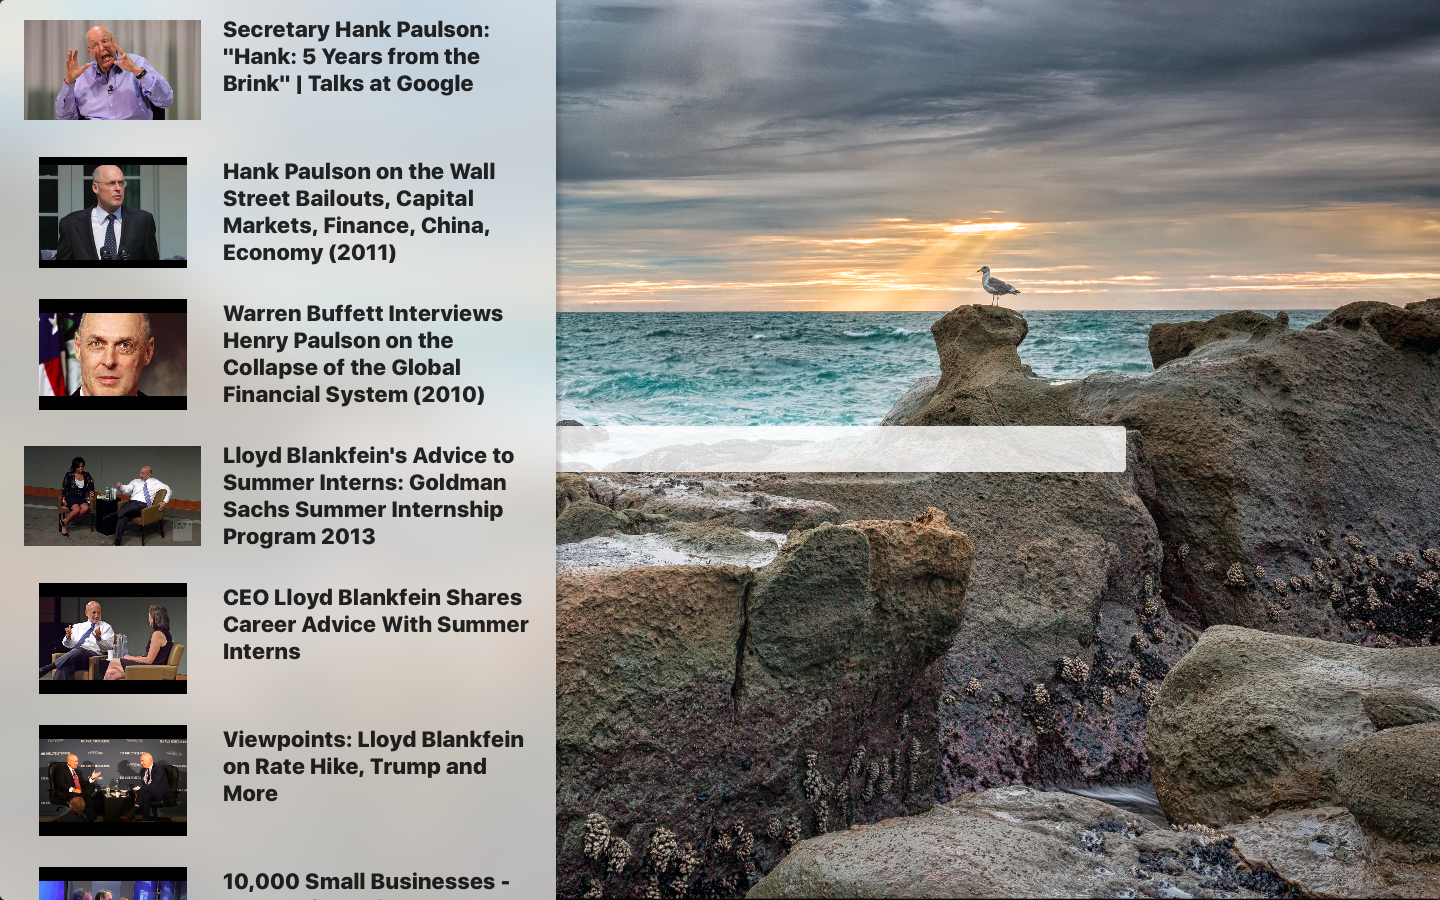 Secretary Hank Paulson:
"Hank: 5 Years from the
Brink" | Talks at Google
Hank Paulson on the Wall
Street Bailouts, Capital
Markets, Finance, China,
Economy (2011)
Warren Buffett Interviews
Henry Paulson on the
Collapse of the Global
Financial System (2010)
Lloyd Blankfein's Advice to
Summer Interns: Goldman
Sachs Summer Internship
Program 2013
CEO Lloyd Blankfein Shares
Career Advice With Summer
Interns
Viewpoints: Lloyd Blankfein
on Rate Hike, Trump and
More
10,000 Small Businesses -